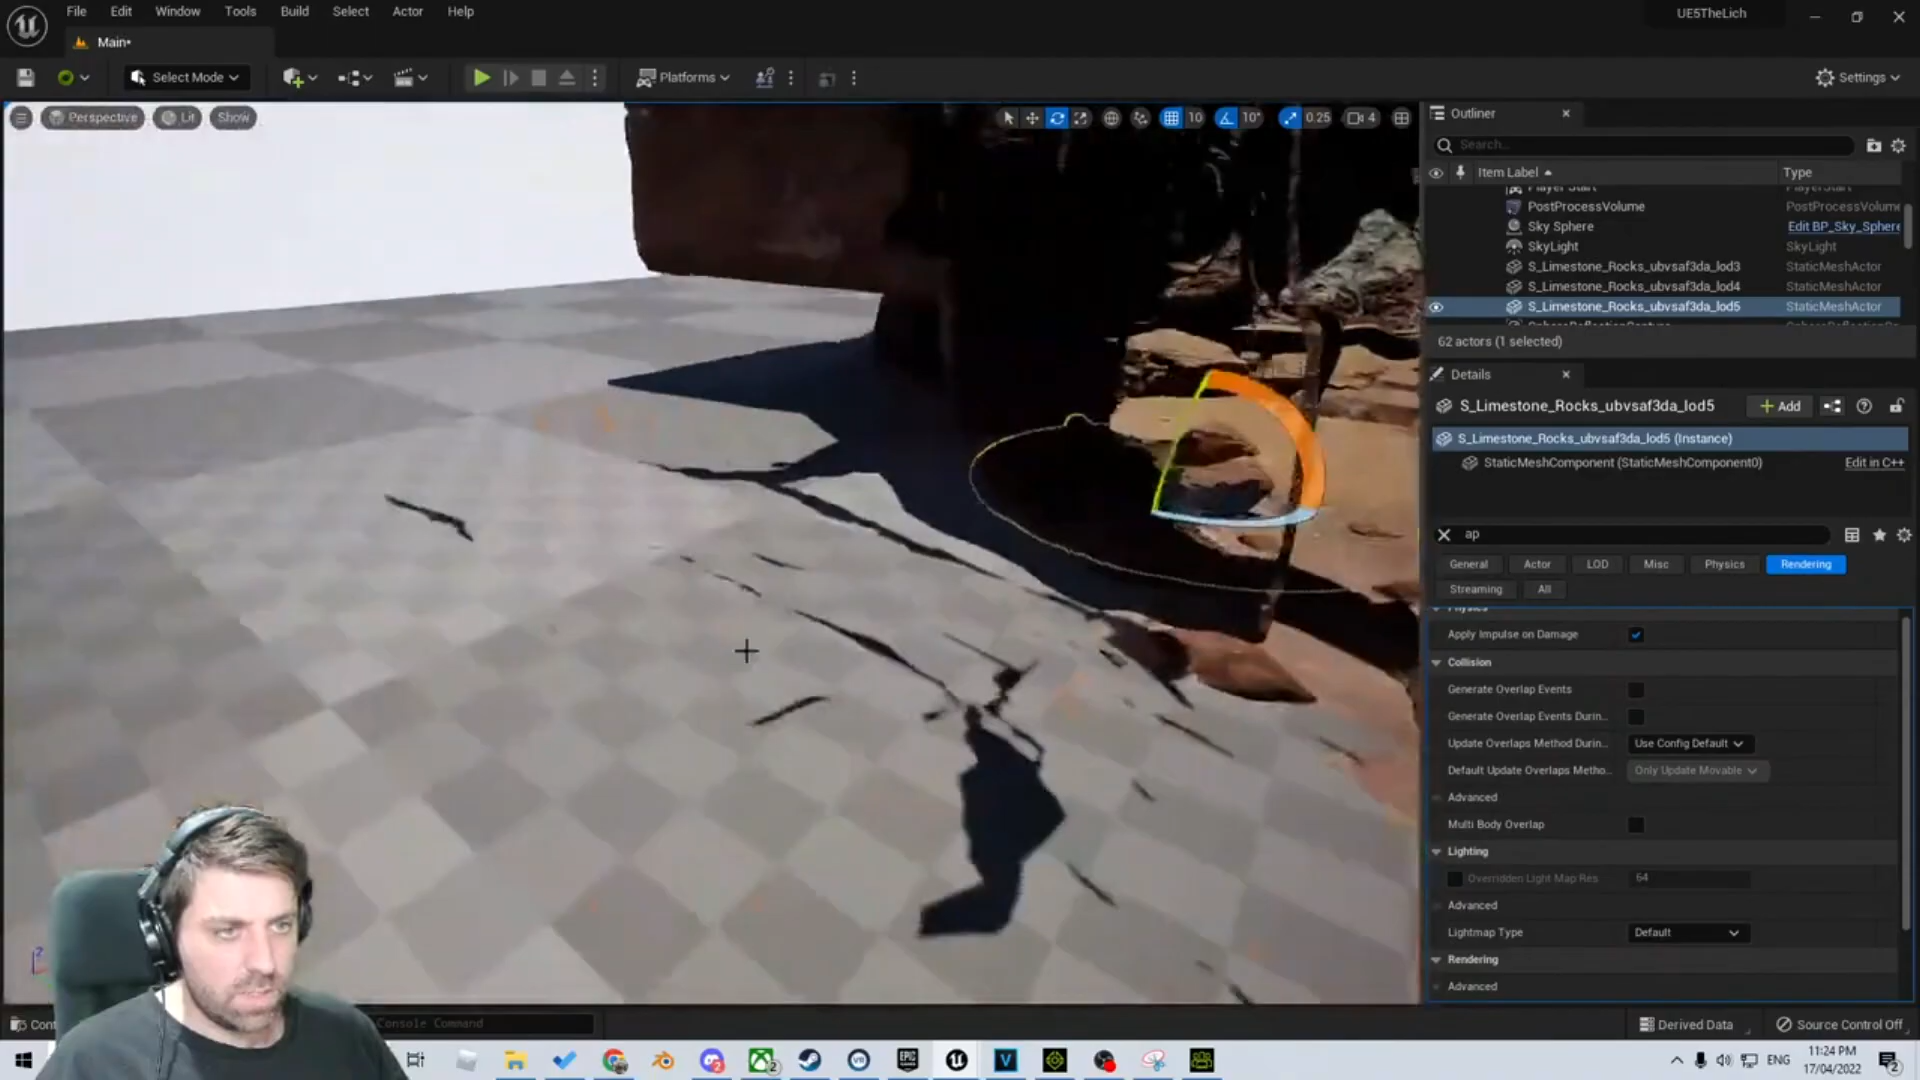 File Edit Window Tools Build Select Actor Help
UE5TheLich
Main•
Select Mode
Platforms
Settings
Perspective Lit Show
10 10° 0.25 4
Outliner
Search...
Item Label Type
Player Start PlayerStart
PostProcessVolume PostProcessVolume
Sky Sphere Edit BP_Sky_Sphere
SkyLight SkyLight
S_Limestone_Rocks_ubvsaf3da_lod3 StaticMeshActor
S_Limestone_Rocks_ubvsaf3da_lod4 StaticMeshActor
S_Limestone_Rocks_ubvsaf3da_lod5 StaticMeshActor
62 actors (1 selected)
Details
S_Limestone_Rocks_ubvsaf3da_lod5 + Add
S_Limestone_Rocks_ubvsaf3da_lod5 (Instance)
StaticMeshComponent (StaticMeshComponent0) Edit in C++
ap
General Actor LOD Misc Physics Rendering
Streaming All
Physics
Apply Impulse on Damage
Collision
Generate Overlap Events
Generate Overlap Events Durin..
Update Overlaps Method Durin.. Use Config Default
Default Update Overlaps Metho.. Only Update Movable
Advanced
Multi Body Overlap
Lighting
Overridden Light Map Res 64
Advanced
Lightmap Type Default
Rendering
Advanced
Cont
Console Command
Derived Data Source Control Off
ENG
11:24 PM
17/04/2022